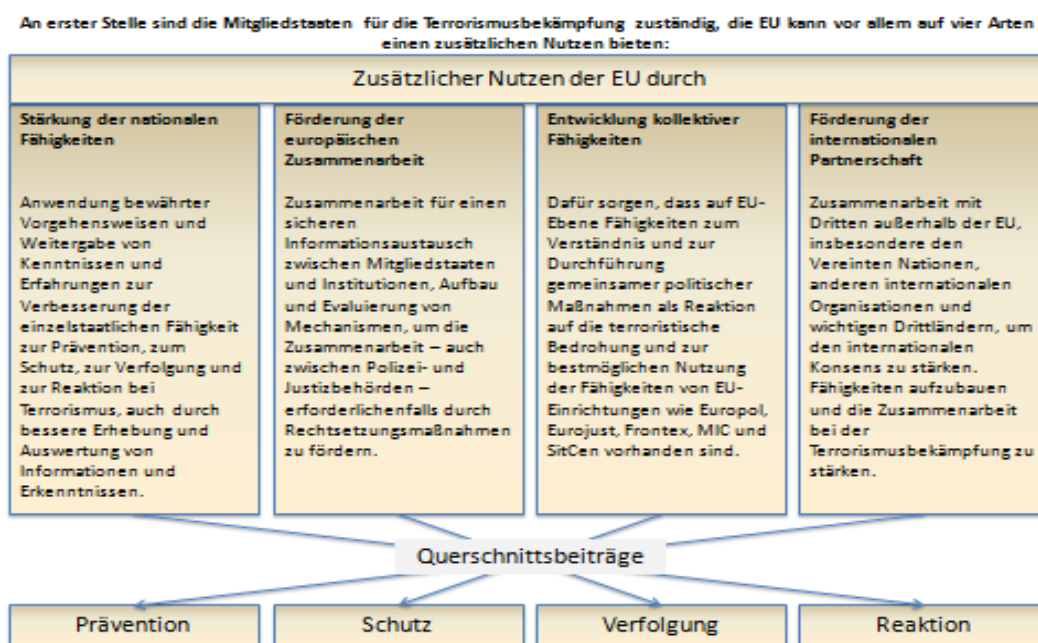 An erster Stelle sind die Mitgliedstaaten für die Terrorismusbekämpfung zuständig, die EU kann vor allem auf vier Arten
einen zusätzlichen Nutzen bieten:
Zusätzlicher Nutzen der EU durch
Stärkung der nationalen
Fähigkeiten
Anwendung bewährter
Vorgehensweisen und
Weitergabe von
Kenntnissen und
Erfahrungen zur
Verbesserung der
einzelstaatlichen Fähigkeit
zur Prävention, zum
Schutz, zur Verfolgung und
zur Reaktion bei
Terrorismus, auch durch
bessere Erhebung und
Auswertung von
Informationen und
Erkenntnissen.
Förderung der
europäischen
Zusammenarbeit
Zusammenarbeit für einen
sicheren
Informationsaustausch
zwischen Mitgliedstaaten
und Institutionen, Aufbau
und Evaluierung von
Mechanismen, um die
Zusammenarbeit – auch
zwischen Polizei- und
Justizbehörden –
erforderlichenfalls durch
Rechtsetzungsmaßnahmen
zu fördern.
Entwicklung kollektiver
Fähigkeiten
Dafür sorgen, dass auf EU-
Ebene Fähigkeiten zum
Verständnis und zur
Durchführung
gemeinsamer politischer
Maßnahmen als Reaktion
auf die terroristische
Bedrohung und zur
bestmöglichen Nutzung
der Fähigkeiten von EU-
Einrichtungen wie Europol,
Eurojust, Frontex, MIC und
SitCen vorhanden sind.
Förderung der
internationalen
Partnerschaft
Zusammenarbeit mit
Dritten außerhalb der EU,
insbesondere den
Vereinten Nationen,
anderen internationalen
Organisationen und
wichtigen Drittländern, um
den internationalen
Konsens zu stärken.
Fähigkeiten aufzubauen
und die Zusammenarbeit
bei der
Terrorismusbekämpfung zu
stärken.
Querschnittsbeiträge
Prävention
Schutz
Verfolgung
Reaktion